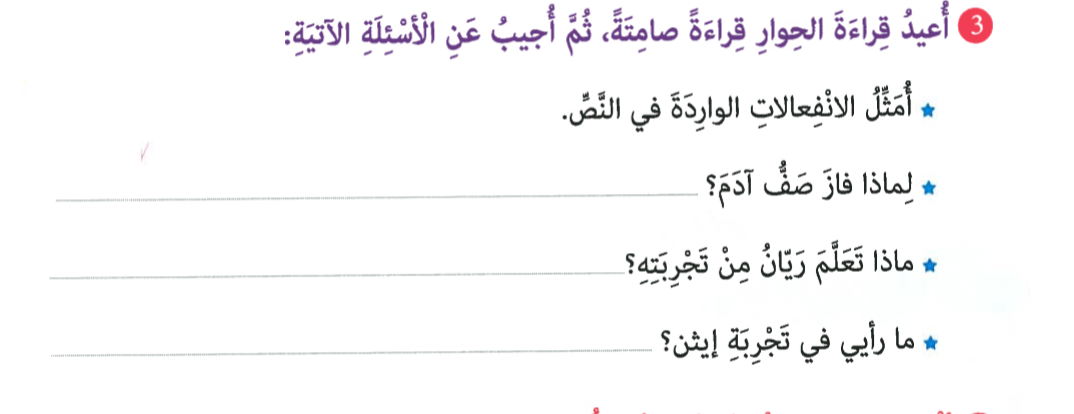 3 أُعيدُ قِراءَةَ الحِوارِ قِراءَةً صامِتَةً، ثُمَّ أُجيبُ عَنِ الْأَسْئِلَةِ الآتيَةِ:
★ أُمَثِّلُ الانْفِعالاتِ الوارِدَةَ في النَّصِّ.
★ لِماذا فازَ صَفُّ آدَمَ؟
★ ماذا تَعَلَّمَ رَيّانُ مِنْ تَجْرِبَتِهِ؟
★ ما رأيي في تَجْرِبَةِ إيثن؟